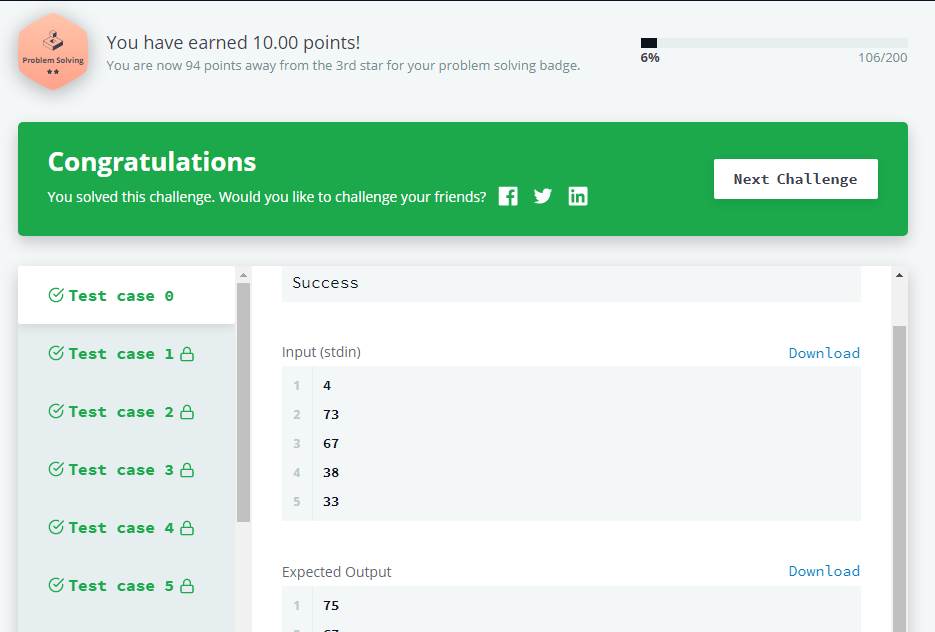 Problem Solving
You have earned 10.00 points!
You are now 94 points away from the 3rd star for your problem solving badge.
6%
106/200
Congratulations
You solved this challenge. Would you like to challenge your friends?
Next Challenge
Test case 0
Test case 1
Test case 2
Test case 3
Test case 4
Test case 5
Success
Input (stdin)
Download
1 4
2 73
3 67
4 38
5 33
Expected Output
Download
1 75